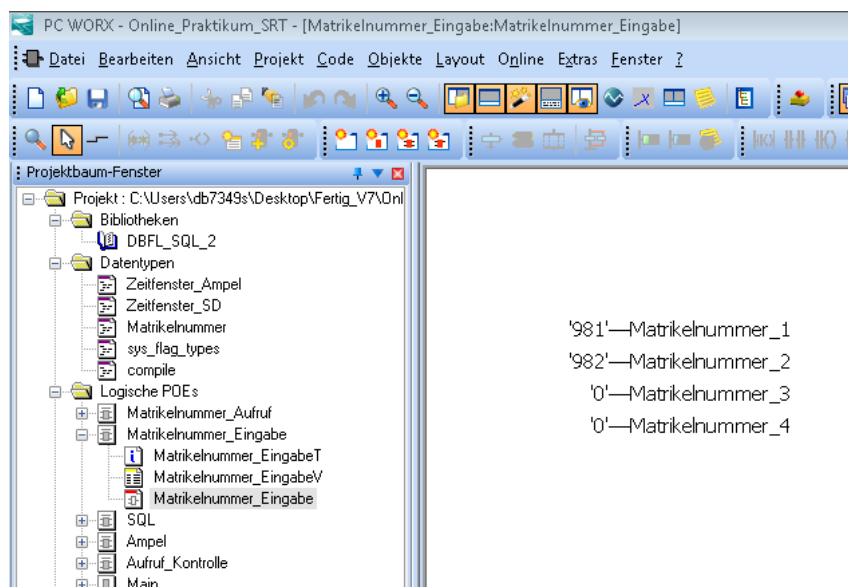 PC WORX - Online_Praktikum_SRT - [Matrikelnummer_Eingabe:Matrikelnummer_Eingabe]
Datei Bearbeiten Ansicht Projekt Code Objekte Layout Online Extras Fenster ?
Projektbaum-Fenster
Projekt : C:\Users\db7349s\Desktop\Fertig_V7\Onl
Bibliotheken
DBFL_SQL_2
Datentypen
Zeitfenster_Ampel
Zeitfenster_SD
Matrikelnummer
sys_flag_types
compile
Logische POEs
Matrikelnummer_Aufruf
Matrikelnummer_Eingabe
Matrikelnummer_EingabeT
Matrikelnummer_EingabeV
Matrikelnummer_Eingabe
SQL
Ampel
Aufruf_Kontrolle
Main
'981'—Matrikelnummer_1
'982'—Matrikelnummer_2
'0'—Matrikelnummer_3
'0'—Matrikelnummer_4